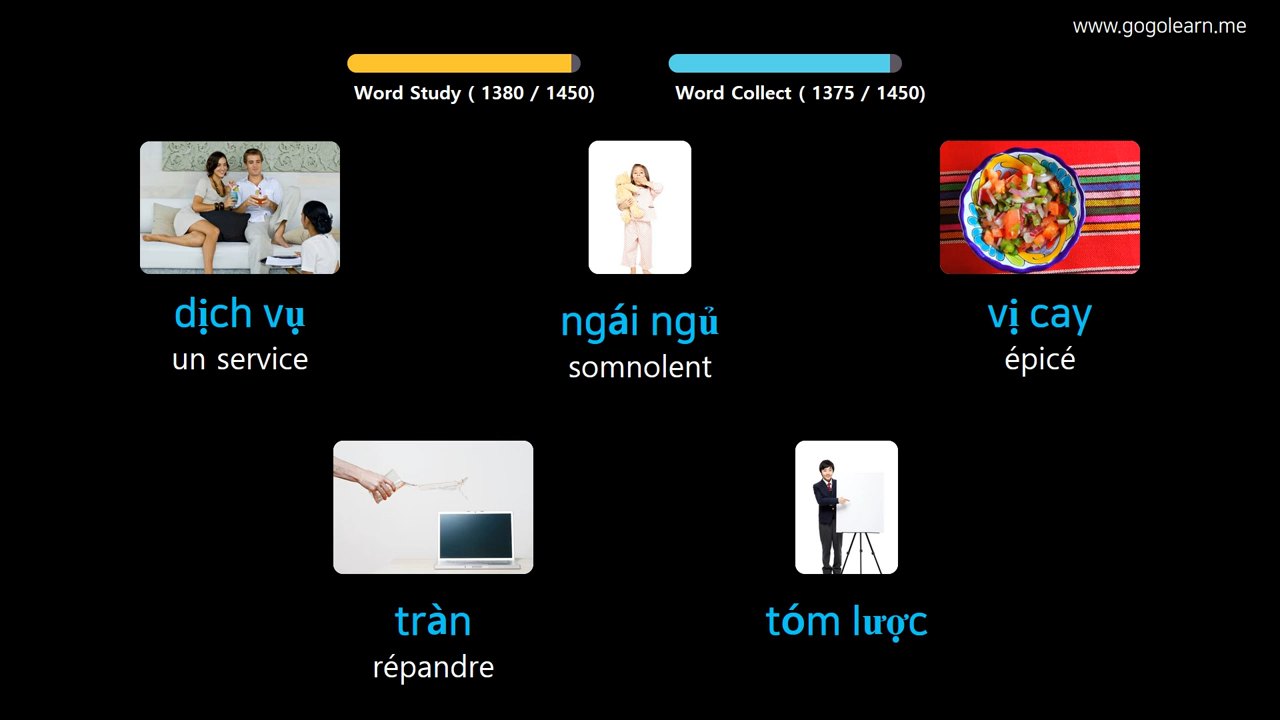 www.gogolearn.me
Word Study ( 1380 / 1450)
Word Collect ( 1375 / 1450)
dịch vụ
un service
ngái ngủ
somnolent
vị cay
épicé
tràn
répandre
tóm lược